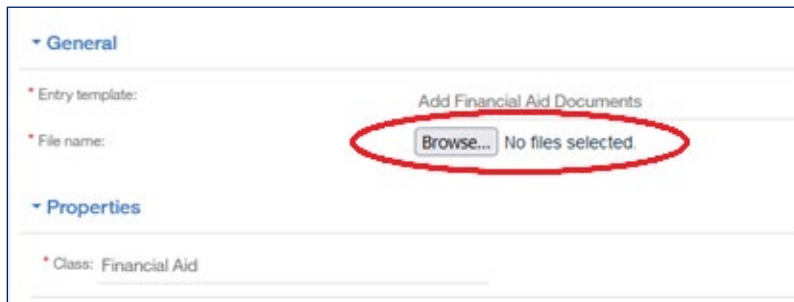 General
* Entry template: Add Financial Aid Documents
* File name: Browse... No files selected.
Properties
* Class: Financial Aid